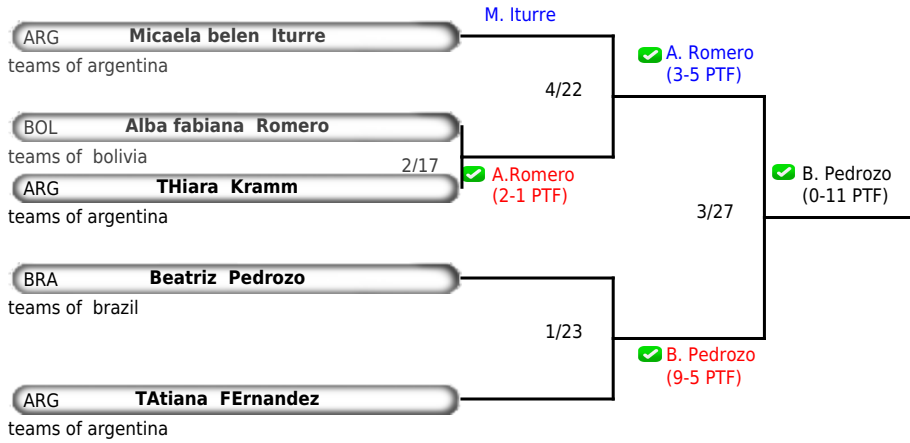 M. Iturre
ARG Micaela belen Iturre
teams of argentina
A. Romero
(3-5 PTF)
4/22
BOL Alba fabiana Romero
teams of bolivia
2/17
A.Romero
(2-1 PTF)
ARG THiara Kramm
teams of argentina
B. Pedrozo
(0-11 PTF)
3/27
BRA Beatriz Pedrozo
teams of brazil
1/23
B. Pedrozo
(9-5 PTF)
ARG TAtiana FErnandez
teams of argentina